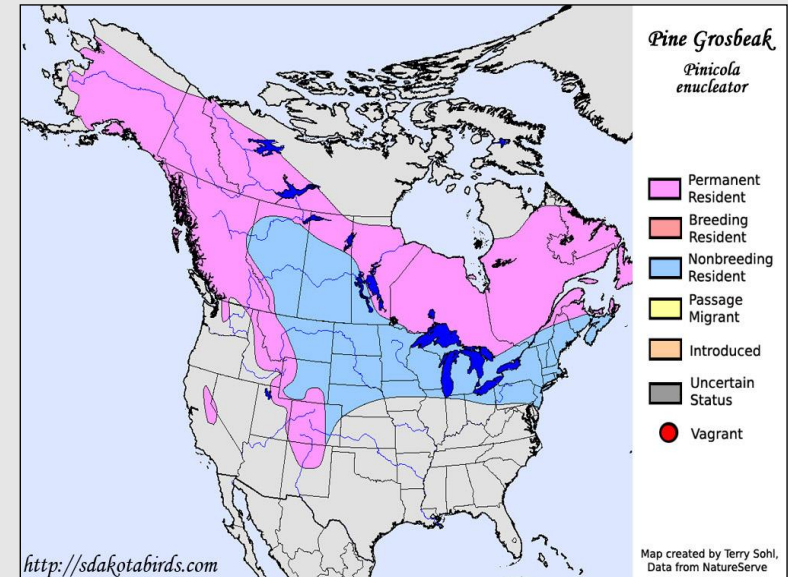 Pine Grosbeak
Pinicola
enucleator
Permanent
Resident
Breeding
Resident
Nonbreeding
Resident
Passage
Migrant
Introduced
Uncertain
Status
Vagrant
http://sdakotabirds.com
Map created by Terry Sohl,
Data from NatureServe